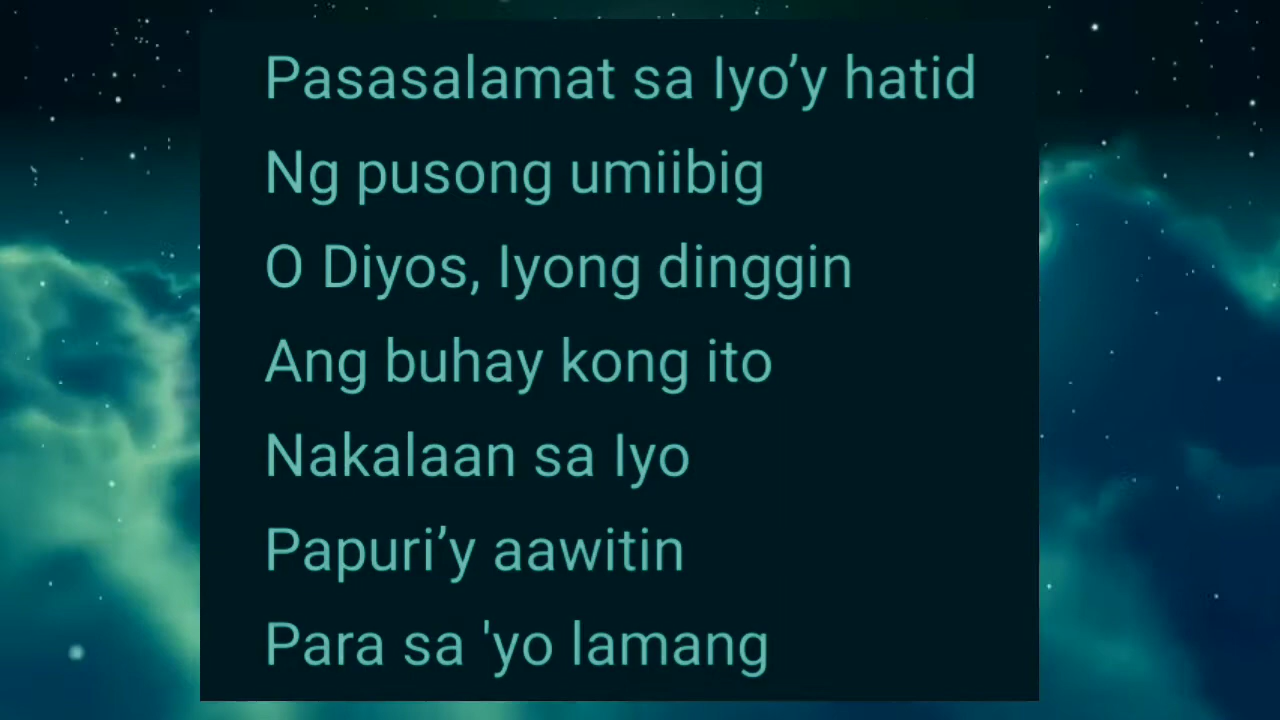 Pasasalamat sa Iyo’y hatid
Ng pusong umiibig
O Diyos, Iyong dinggin
Ang buhay kong ito
Nakalaan sa Iyo
Papuri’y aawitin
Para sa 'yo lamang